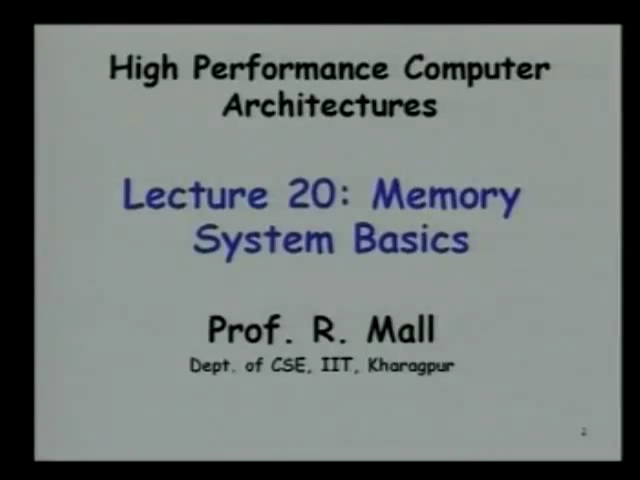 High Performance Computer
Architectures
Lecture 20: Memory
System Basics
Prof. R. Mall
Dept. of CSE, IIT, Kharagpur
2